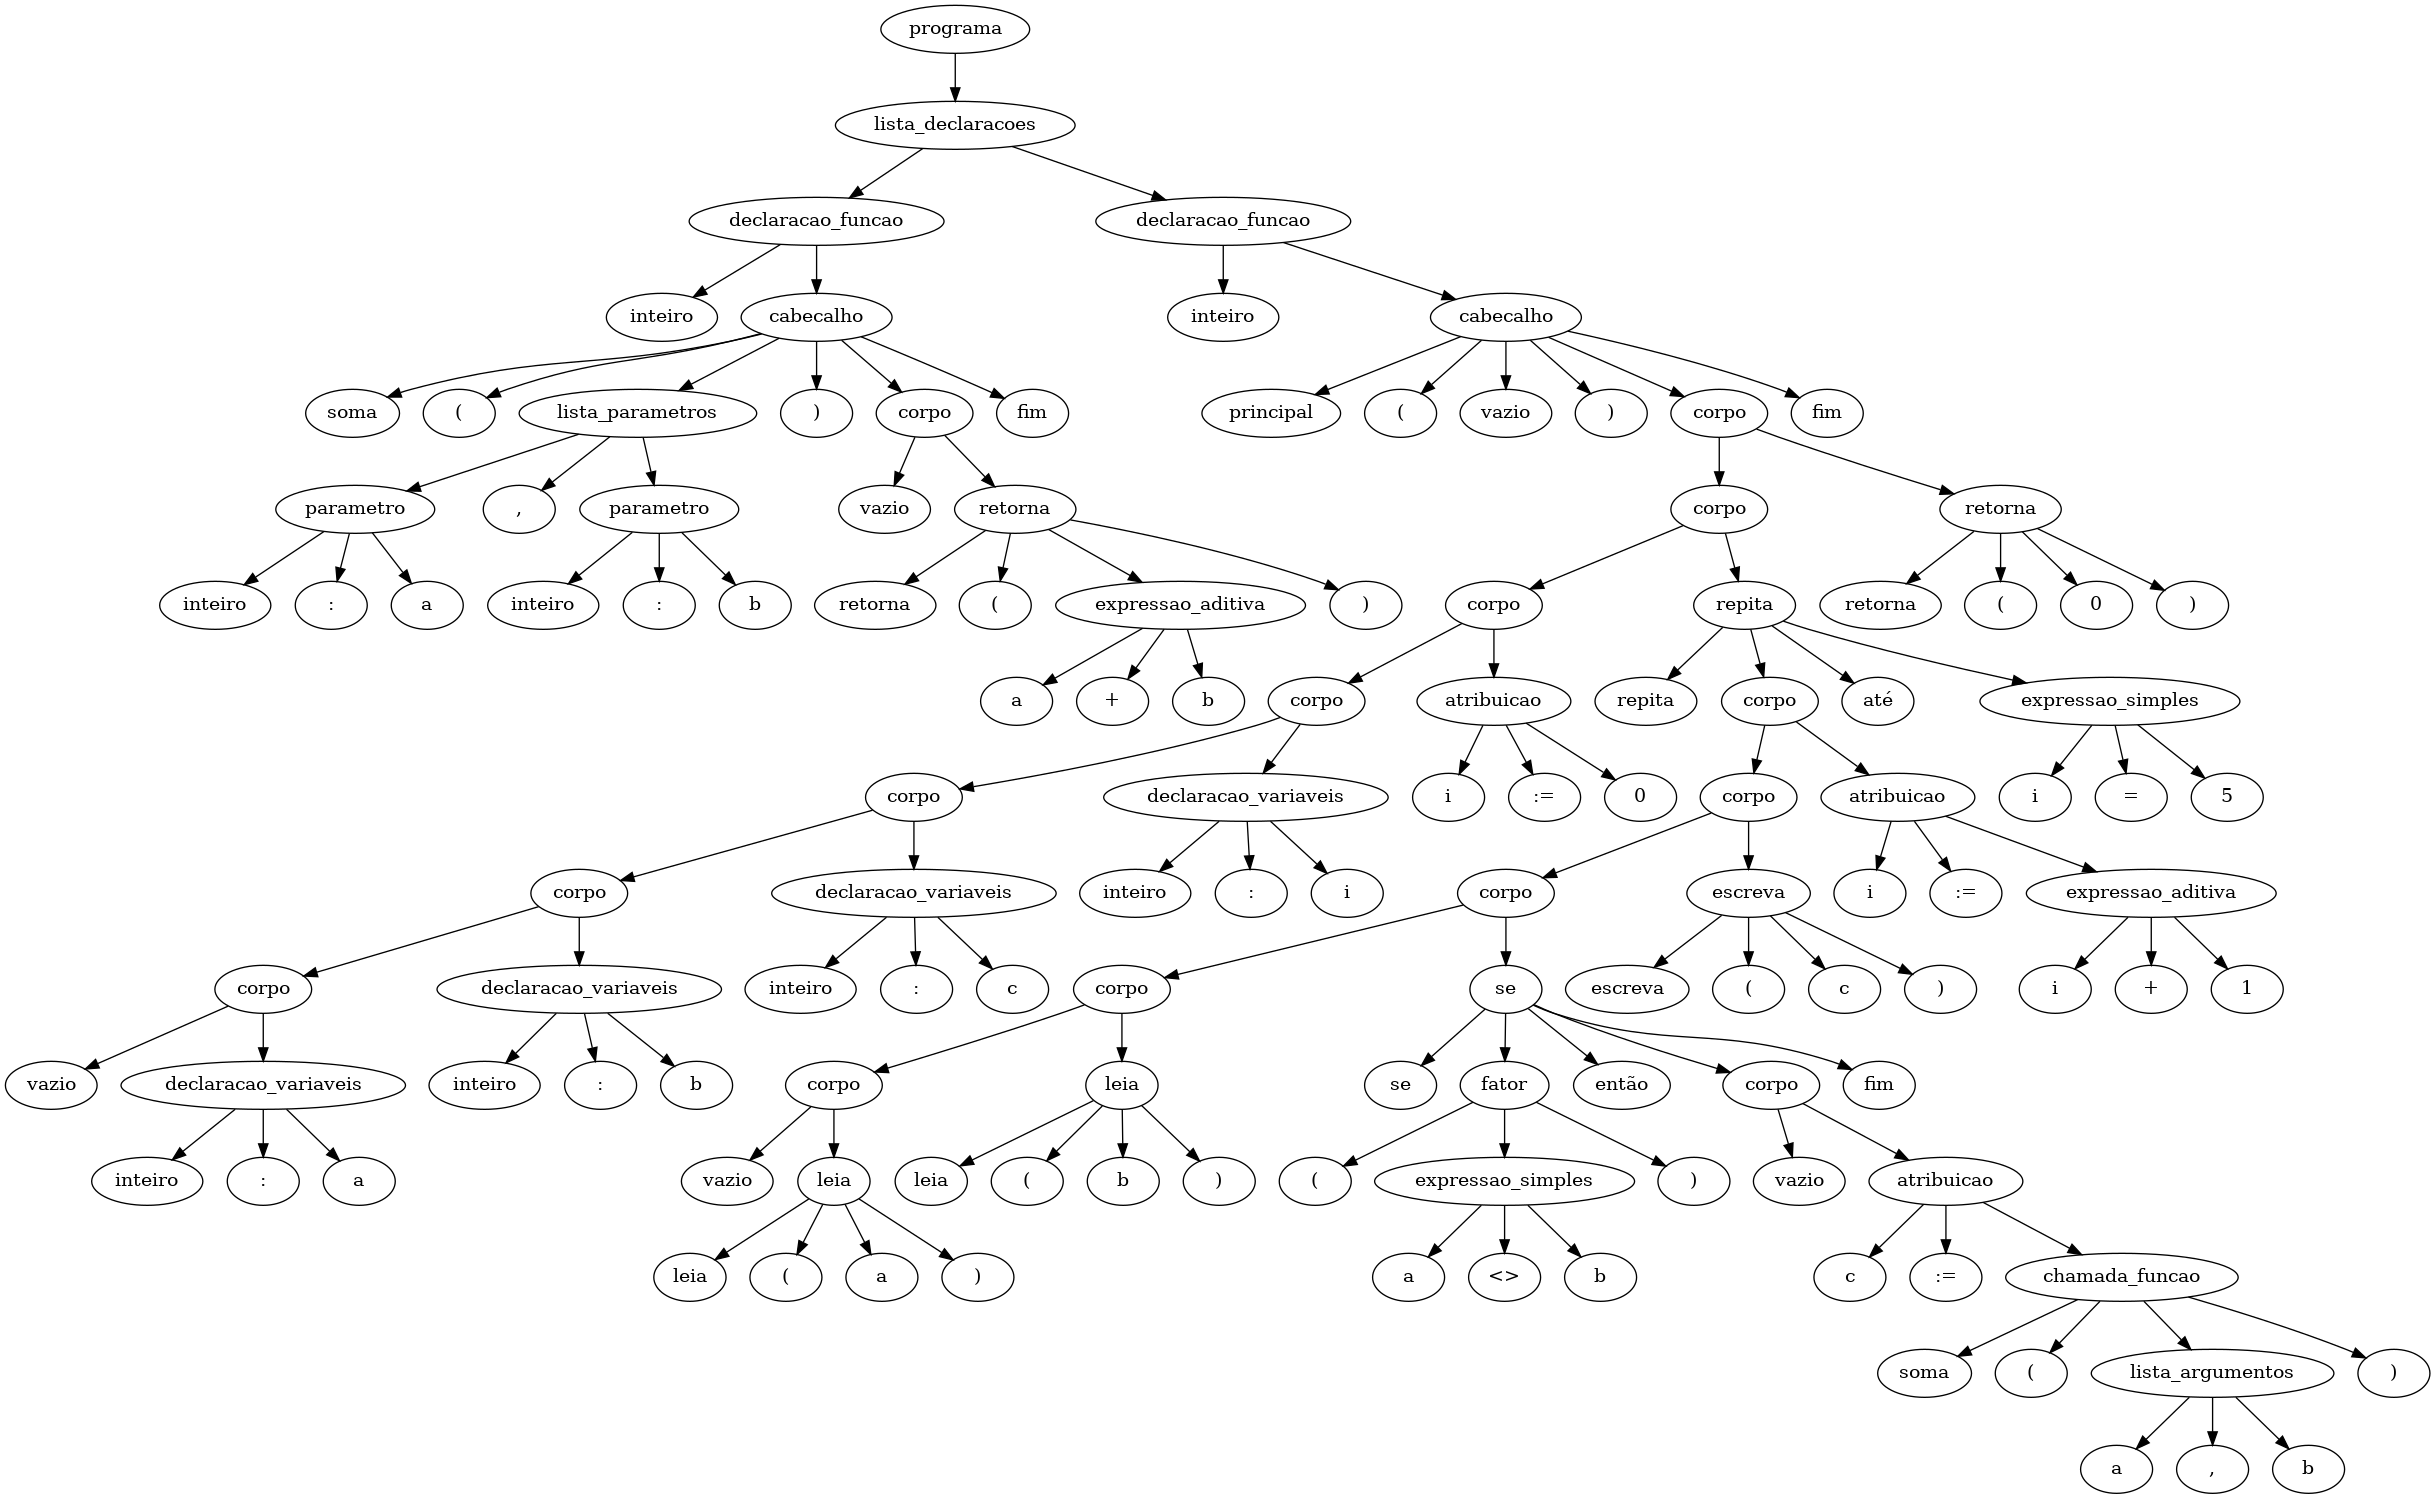 programa
lista_declaracoes
declaracao_funcao declaracao_funcao
inteiro cabecalho inteiro cabecalho
soma ( lista_parametros ) corpo fim principal ( vazio ) corpo fim
parametro , parametro vazio retorna corpo retorna
inteiro : a inteiro : b retorna ( expressao_aditiva ) corpo repita retorna ( 0 )
a + b corpo atribuicao repita corpo até expressao_simples
corpo declaracao_variaveis i := 0 corpo atribuicao i = 5
corpo declaracao_variaveis inteiro : i corpo escreva i := expressao_aditiva
corpo declaracao_variaveis inteiro : c corpo se escreva ( c ) i + 1
vazio declaracao_variaveis inteiro : b corpo leia se fator então corpo fim
inteiro : a vazio leia leia ( b ) ( expressao_simples ) vazio atribuicao
leia ( a ) a <> b c := chamada_funcao
soma ( lista_argumentos )
a , b